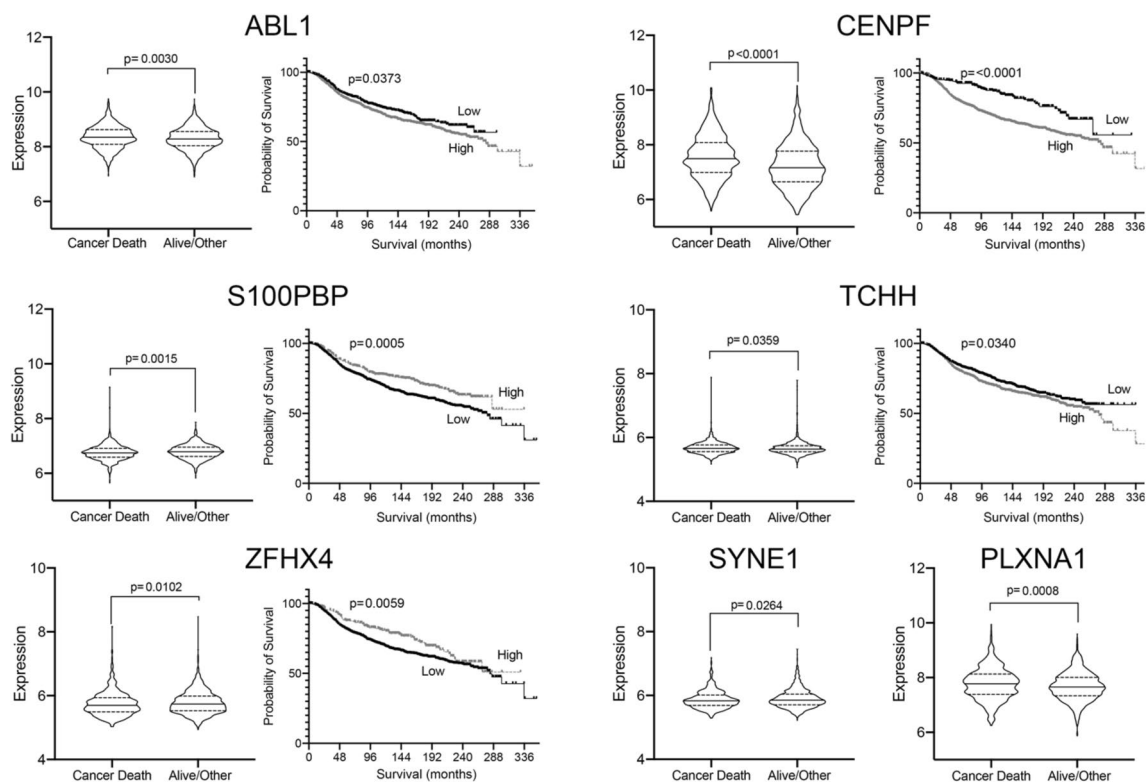 ABL1
12
10
8
6
Expression
p= 0.0030
Cancer Death
Alive/Other
100
50
0
Probability of Survival
p=0.0373
Low
High
0 48 96 144 192 240 288 336
Survival (months)
CENPF
12
10
8
6
Expression
p<0.0001
Cancer Death
Alive/Other
100
50
0
Probability of Survival
p=<0.0001
Low
High
0 48 96 144 192 240 288 336
Survival (months)
S100PBP
12
10
8
6
Expression
p= 0.0015
Cancer Death
Alive/Other
100
50
0
Probability of Survival
p=0.0005
High
Low
0 48 96 144 192 240 288 336
Survival (months)
TCHH
10
8
6
4
Expression
p= 0.0359
Cancer Death
Alive/Other
100
50
0
Probability of Survival
p=0.0340
Low
High
0 48 96 144 192 240 288 336
Survival (months)
ZFHX4
10
8
6
4
Expression
p= 0.0102
Cancer Death
Alive/Other
100
50
0
Probability of Survival
p=0.0059
High
Low
0 48 96 144 192 240 288 336
Survival (months)
SYNE1
10
8
6
4
Expression
p= 0.0264
Cancer Death
Alive/Other
PLXNA1
12
10
8
6
Expression
p= 0.0008
Cancer Death
Alive/Other